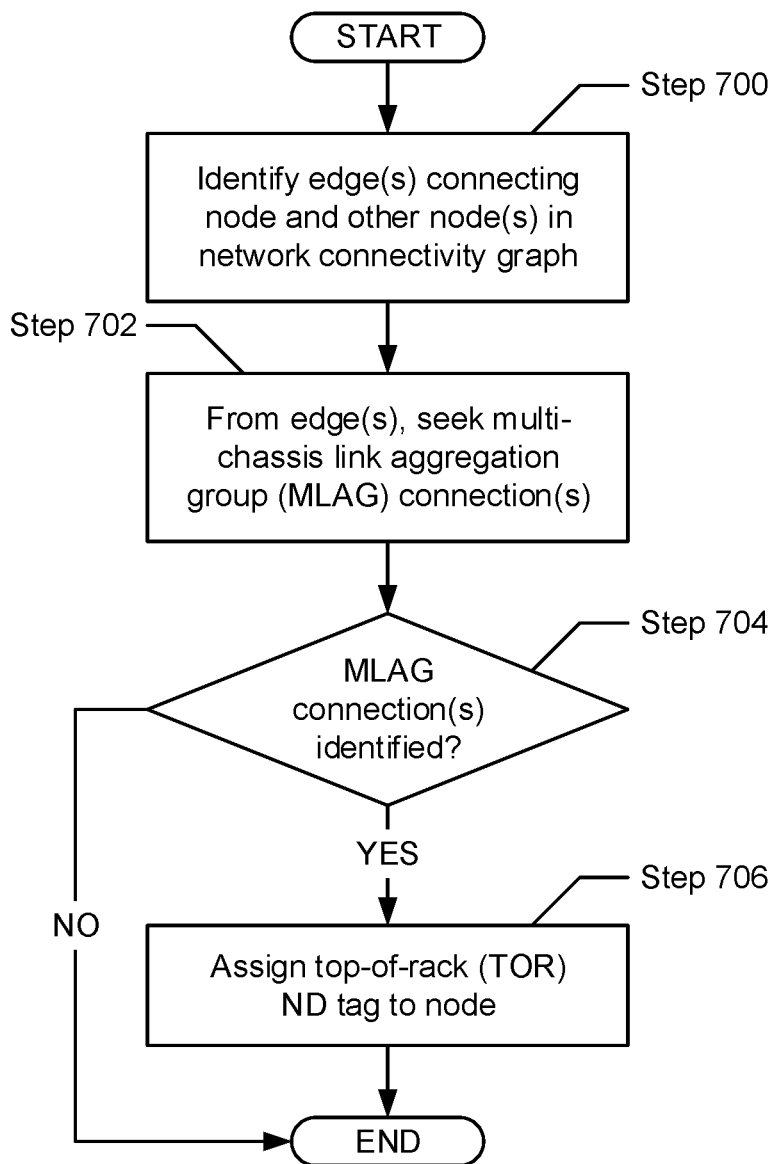 START
Step 700
Identify edge(s) connecting
node and other node(s) in
network connectivity graph
Step 702
From edge(s), seek multi-
chassis link aggregation
group (MLAG) connection(s)
Step 704
MLAG
connection(s)
identified?
YES
Step 706
NO
Assign top-of-rack (TOR)
ND tag to node
END